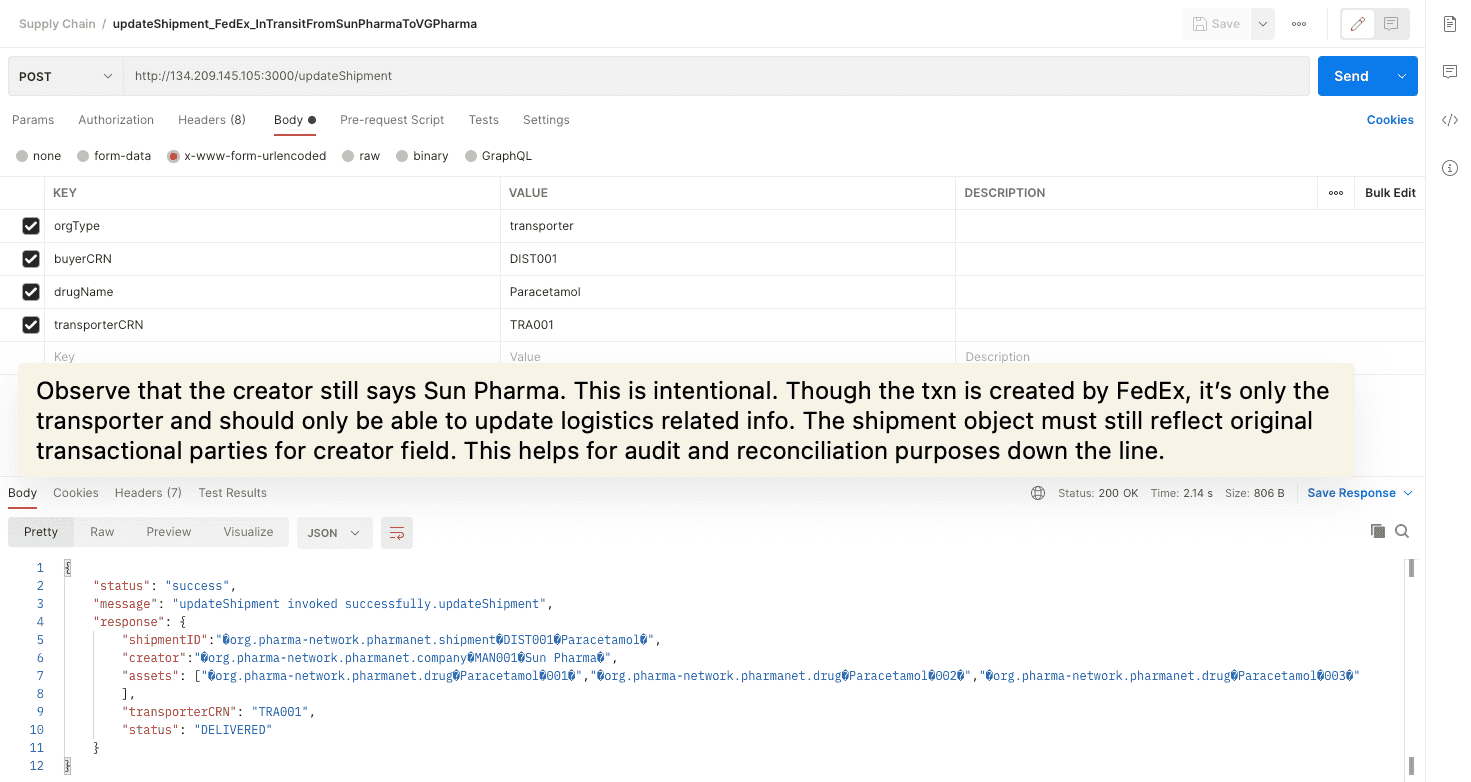 Supply Chain / updateShipment_FedEx_InTransitFromSunPharmaToVGPharma
Save
POST http://134.209.145.105:3000/updateShipment Send
Params Authorization Headers (8) Body Pre-request Script Tests Settings Cookies
none form-data x-www-form-urlencoded raw binary GraphQL
KEY VALUE DESCRIPTION Bulk Edit
orgType transporter
buyerCRN DIST001
drugName Paracetamol
transporterCRN TRA001
Key Value Description
Observe that the creator still says Sun Pharma. This is intentional. Though the txn is created by FedEx, it’s only the
transporter and should only be able to update logistics related info. The shipment object must still reflect original
transactional parties for creator field. This helps for audit and reconciliation purposes down the line.
Body Cookies Headers (7) Test Results Status: 200 OK Time: 2.14 s Size: 806 B Save Response
Pretty Raw Preview Visualize JSON
1 {
2 "status": "success",
3 "message": "updateShipment invoked successfully.updateShipment",
4 "response": {
5 "shipmentID":"�org.pharma-network.pharmanet.shipment�DIST001�Paracetamol�",
6 "creator":"�org.pharma-network.pharmanet.company�MAN001�Sun Pharma�",
7 "assets": ["�org.pharma-network.pharmanet.drug�Paracetamol�001�","�org.pharma-network.pharmanet.drug�Paracetamol�002�","�org.pharma-network.pharmanet.drug�Paracetamol�003�"
8 ],
9 "transporterCRN": "TRA001",
10 "status": "DELIVERED"
11 }
12 }